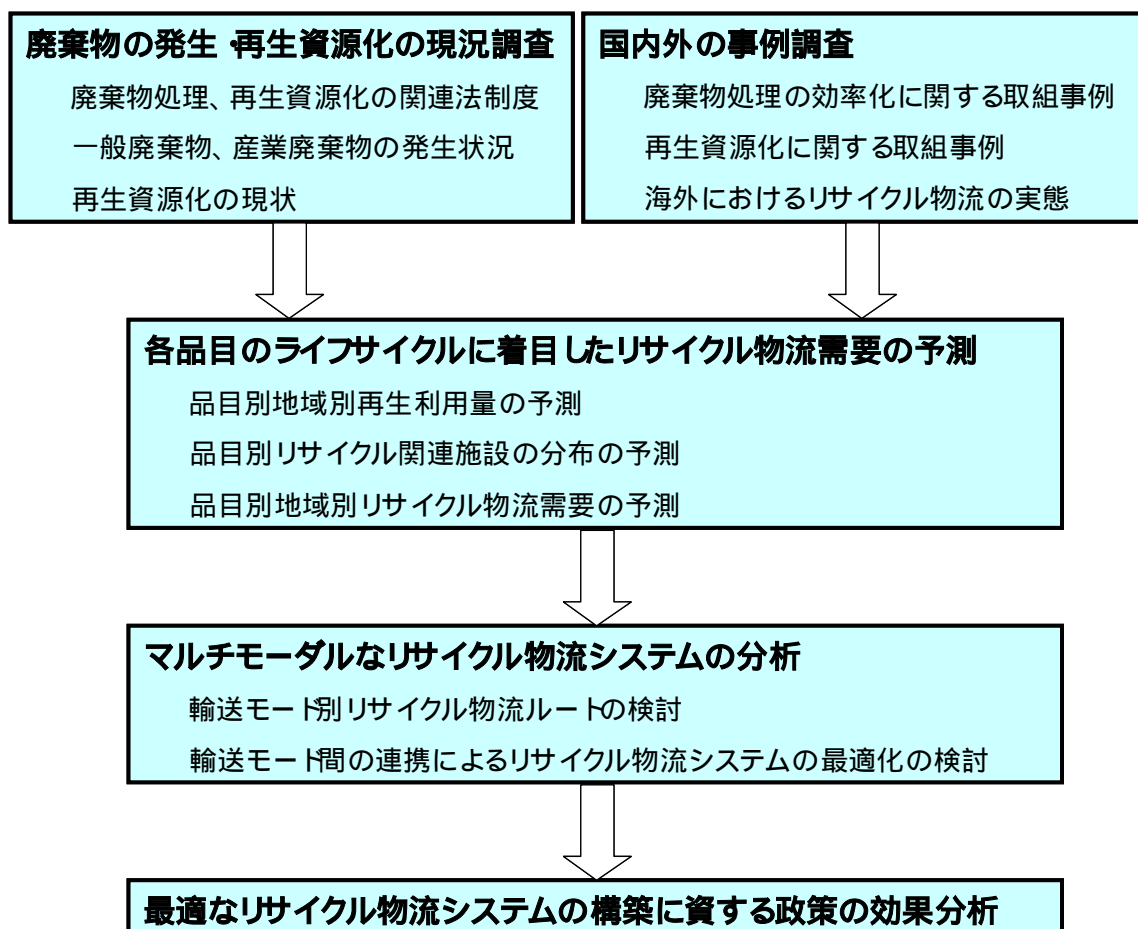 廃棄物の発生・再生資源化の現況調査
廃棄物処理、再生資源化の関連法制度
一般廃棄物、産業廃棄物の発生状況
再生資源化の現状
国内外の事例調査
廃棄物処理の効率化に関する取組事例
再生資源化に関する取組事例
海外におけるリサイクル物流の実態
各品目のライフサイクルに着目したリサイクル物流需要の予測
品目別地域別再生利用量の予測
品目別リサイクル関連施設の分布の予測
品目別地域別リサイクル物流需要の予測
マルチモーダルなリサイクル物流システムの分析
輸送モード別リサイクル物流ルートの検討
輸送モード間の連携によるリサイクル物流システムの最適化の検討
最適なリサイクル物流システムの構築に資する政策の効果分析